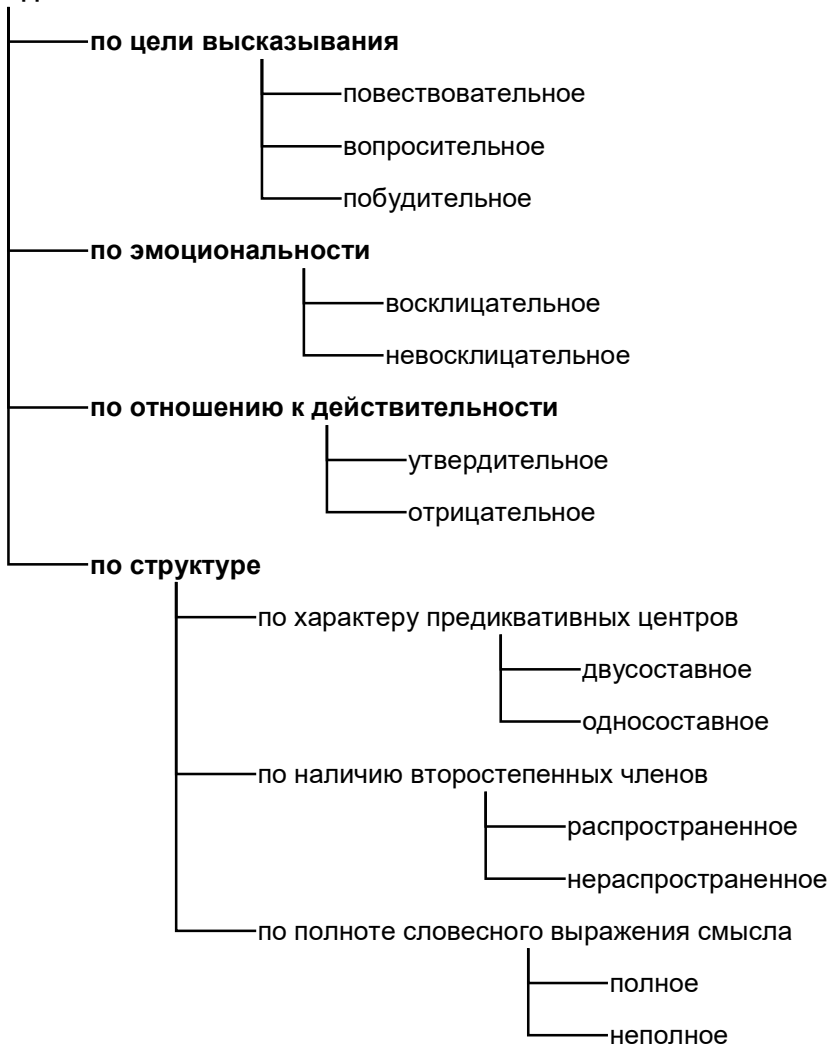 по цели высказывания
повествовательное
вопросительное
побудительное
по эмоциональности
восклицательное
невосклицательное
по отношению к действительности
утвердительное
отрицательное
по структуре
по характеру предиквативных центров
двусоставное
односоставное
по наличию второстепенных членов
распространенное
нераспространенное
по полноте словесного выражения смысла
полное
неполное